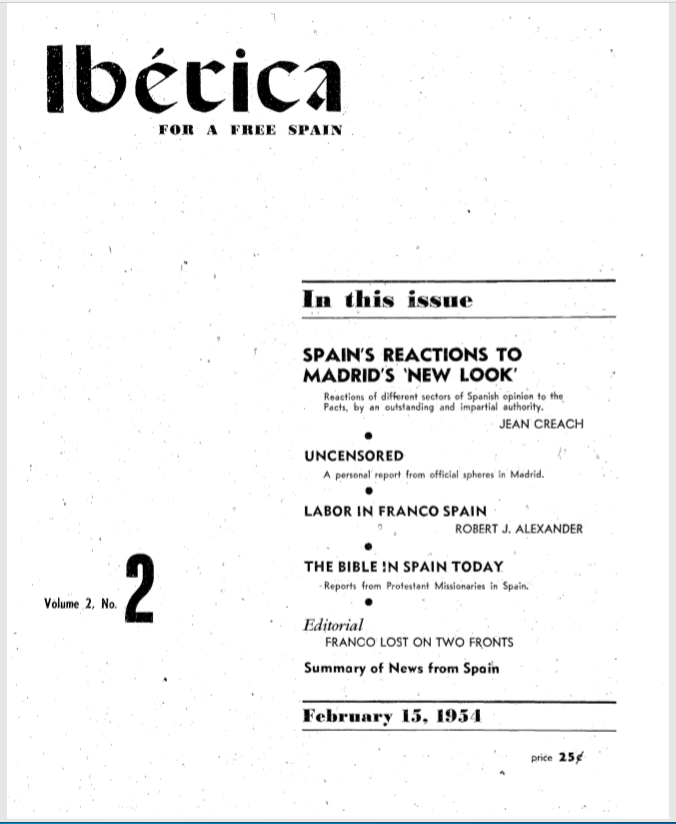 Ibérica
FOR A FREE SPAIN
In this issue
SPAIN'S REACTIONS TO
MADRID'S 'NEW LOOK'
Reactions of different sectors of Spanish opinion to the
Pacts, by an outstanding and impartial authority.
JEAN CREACH
UNCENSORED
A personal report from official spheres in Madrid.
LABOR IN FRANCO SPAIN
ROBERT J. ALEXANDER
THE BIBLE IN SPAIN TODAY
Reports from Protestant Missionaries in Spain.
Volume 2, No. 2
Editorial
FRANCO LOST ON TWO FRONTS
Summary of News from Spain
February 15, 1954
price 25¢